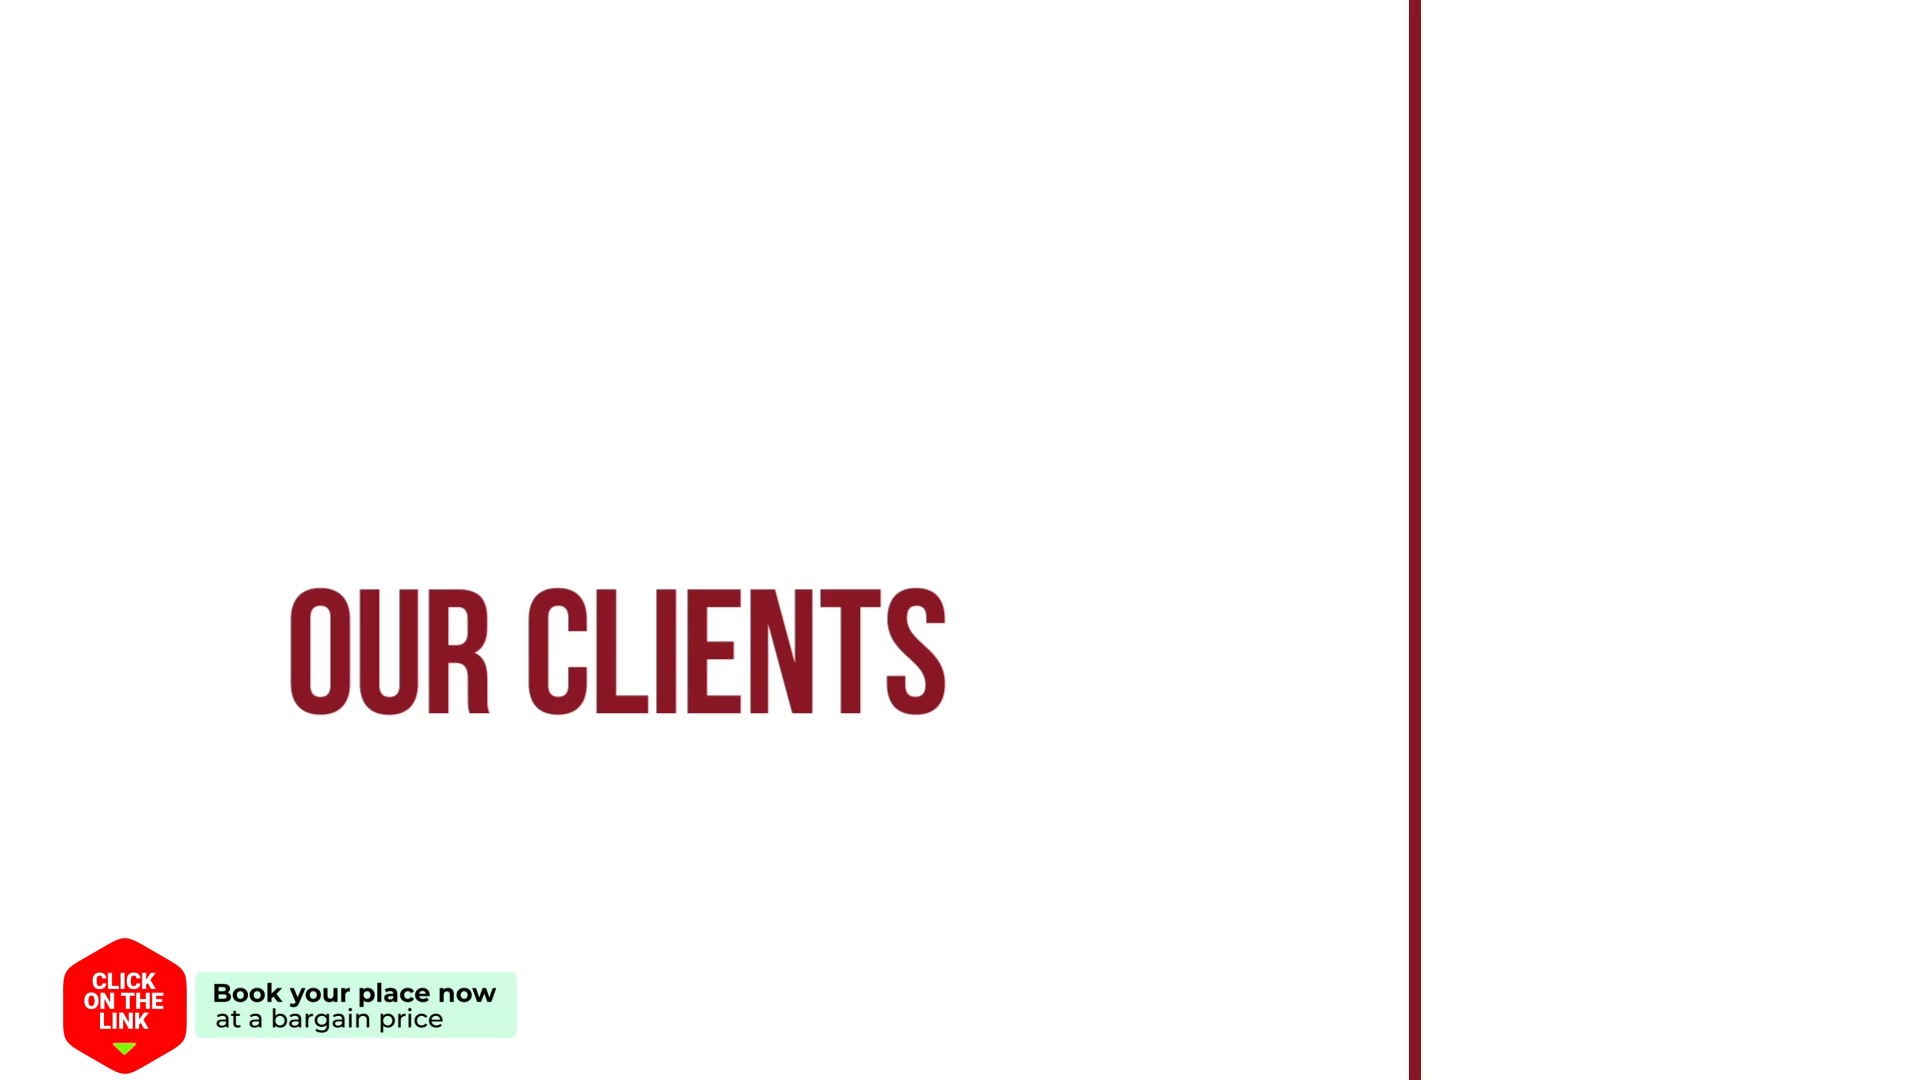 OUR CLIENTS
CLICK
ON THE
LINK
Book your place now
at a bargain price